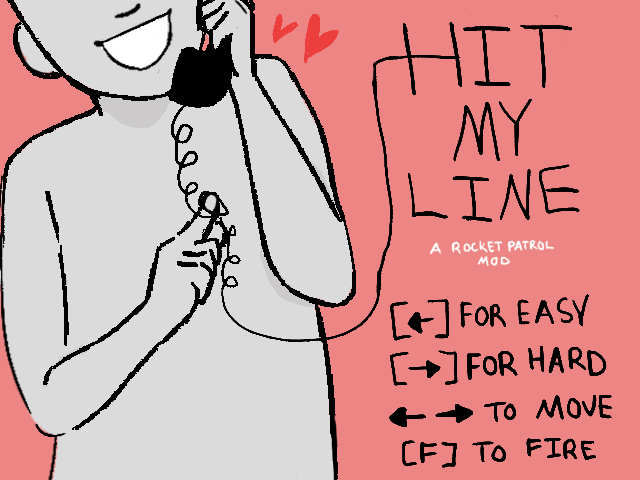 HIT
MY
LINE
A ROCKET PATROL
MOD
[←] FOR EASY
[→] FOR HARD
← → TO MOVE
[F] TO FIRE